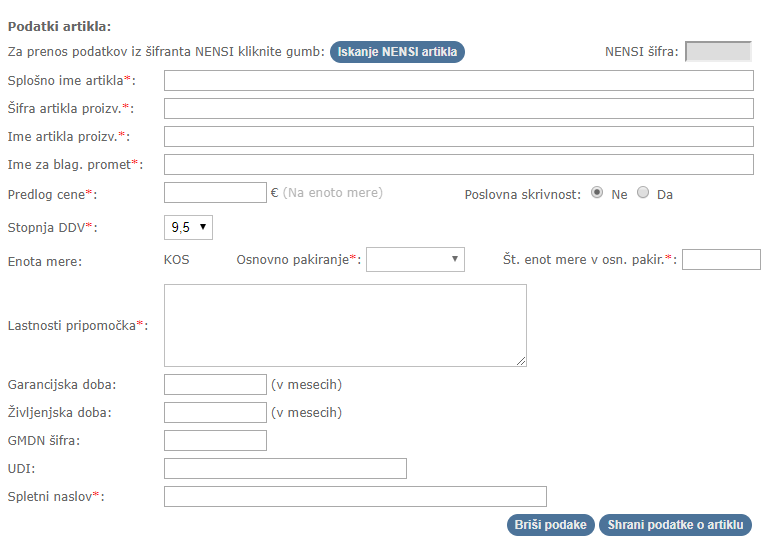 Podatki artikla:
Za prenos podatkov iz šifranta NENSI kliknite gumb: Iskanje NENSI artikla NENSI šifra:
Splošno ime artikla*:
Šifra artikla proizv.*:
Ime artikla proizv.*:
Ime za blag. promet*:
Predlog cene*: € (Na enoto mere) Poslovna skrivnost: Ne Da
Stopnja DDV*: 9,5
Enota mere: KOS Osnovno pakiranje*: Št. enot mere v osn. pakir.*:
Lastnosti pripomočka*:
Garancijska doba: (v mesecih)
Življenjska doba: (v mesecih)
GMDN šifra:
UDI:
Spletni naslov*:
Briši podake Shrani podatke o artiklu